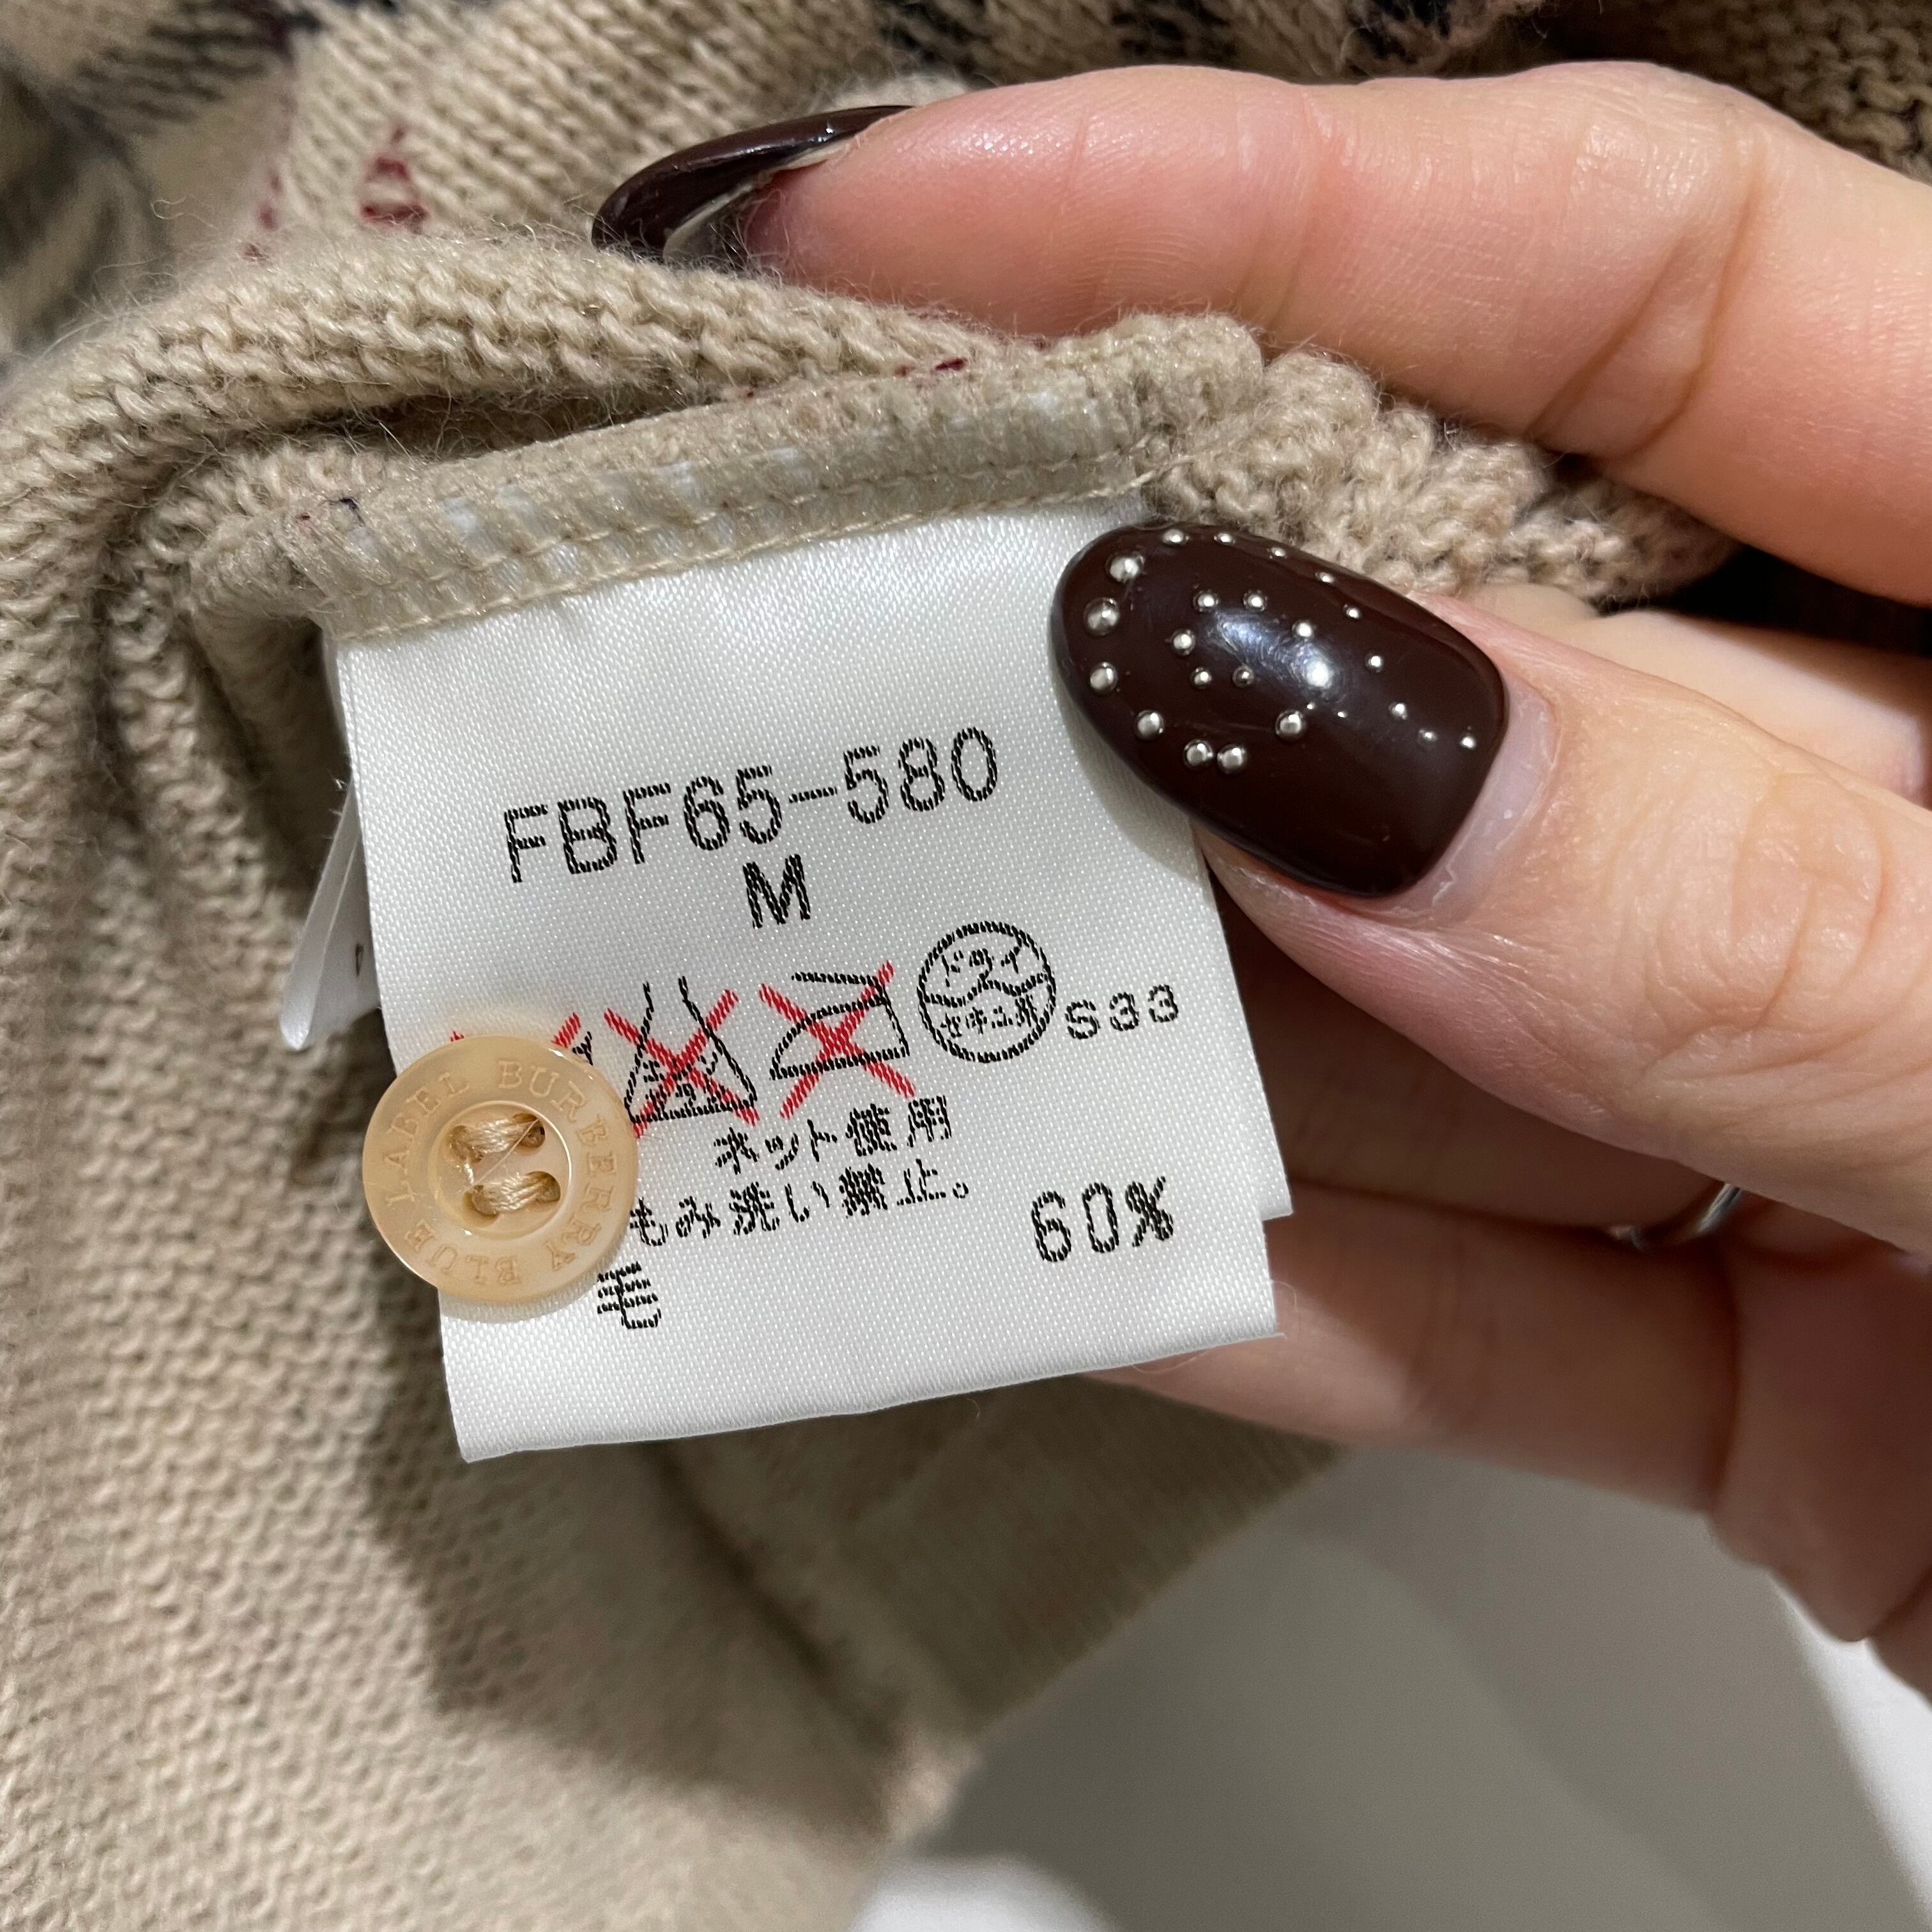 FBF65-580
M
ドライ
セキユ系
S33
ネット使用
もみ洗い禁止。
毛 60%
BURBERRY BLUE LABEL